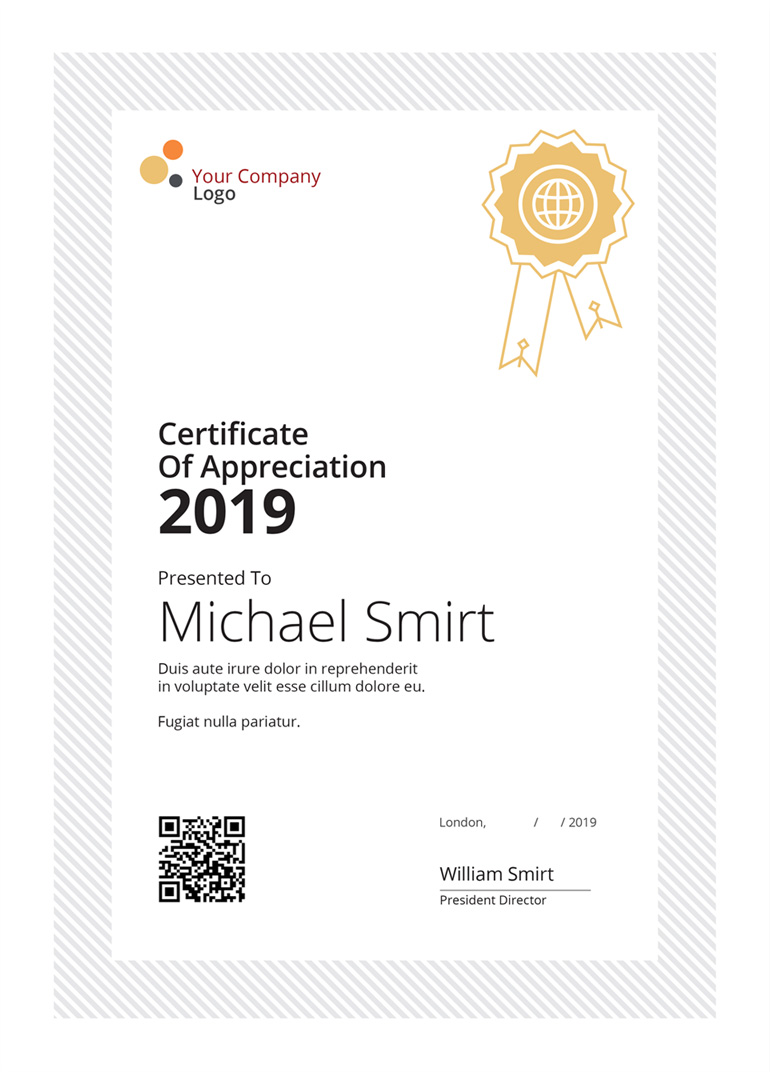 Your Company
Logo
Certificate
Of Appreciation
2019
Presented To
Michael Smirt
Duis aute irure dolor in reprehenderit
in voluptate velit esse cillum dolore eu.
Fugiat nulla pariatur.
London, / / 2019
William Smirt
President Director